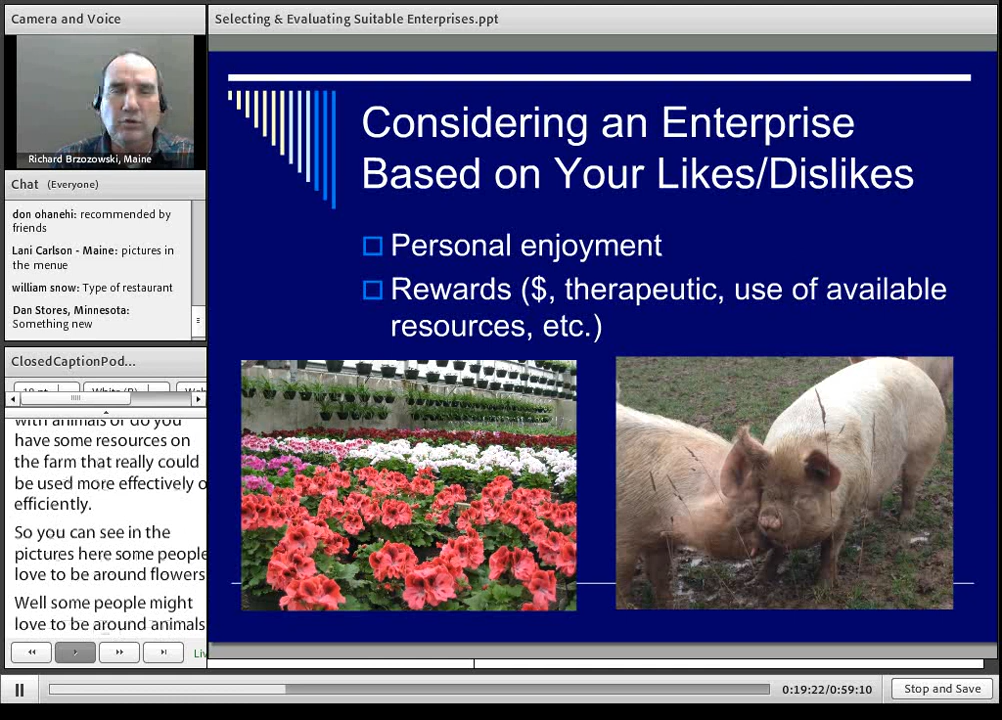 Camera and Voice
Selecting & Evaluating Suitable Enterprises.ppt
Richard Brzozowski, Maine
Chat (Everyone)
don ohanehi: recommended by
friends
Lani Carlson - Maine: pictures in
the menue
william snow: Type of restaurant
Dan Stores, Minnesota:
Something new
ClosedCaptionPod...
with animals or do you
have some resources on
the farm that really could
be used more effectively o
efficiently.
So you can see in the
pictures here some people
love to be around flowers
Well some people might
love to be around animals
Considering an Enterprise
Based on Your Likes/Dislikes
Personal enjoyment
Rewards ($, therapeutic, use of available
resources, etc.)
0:19:22/0:59:10
Stop and Save